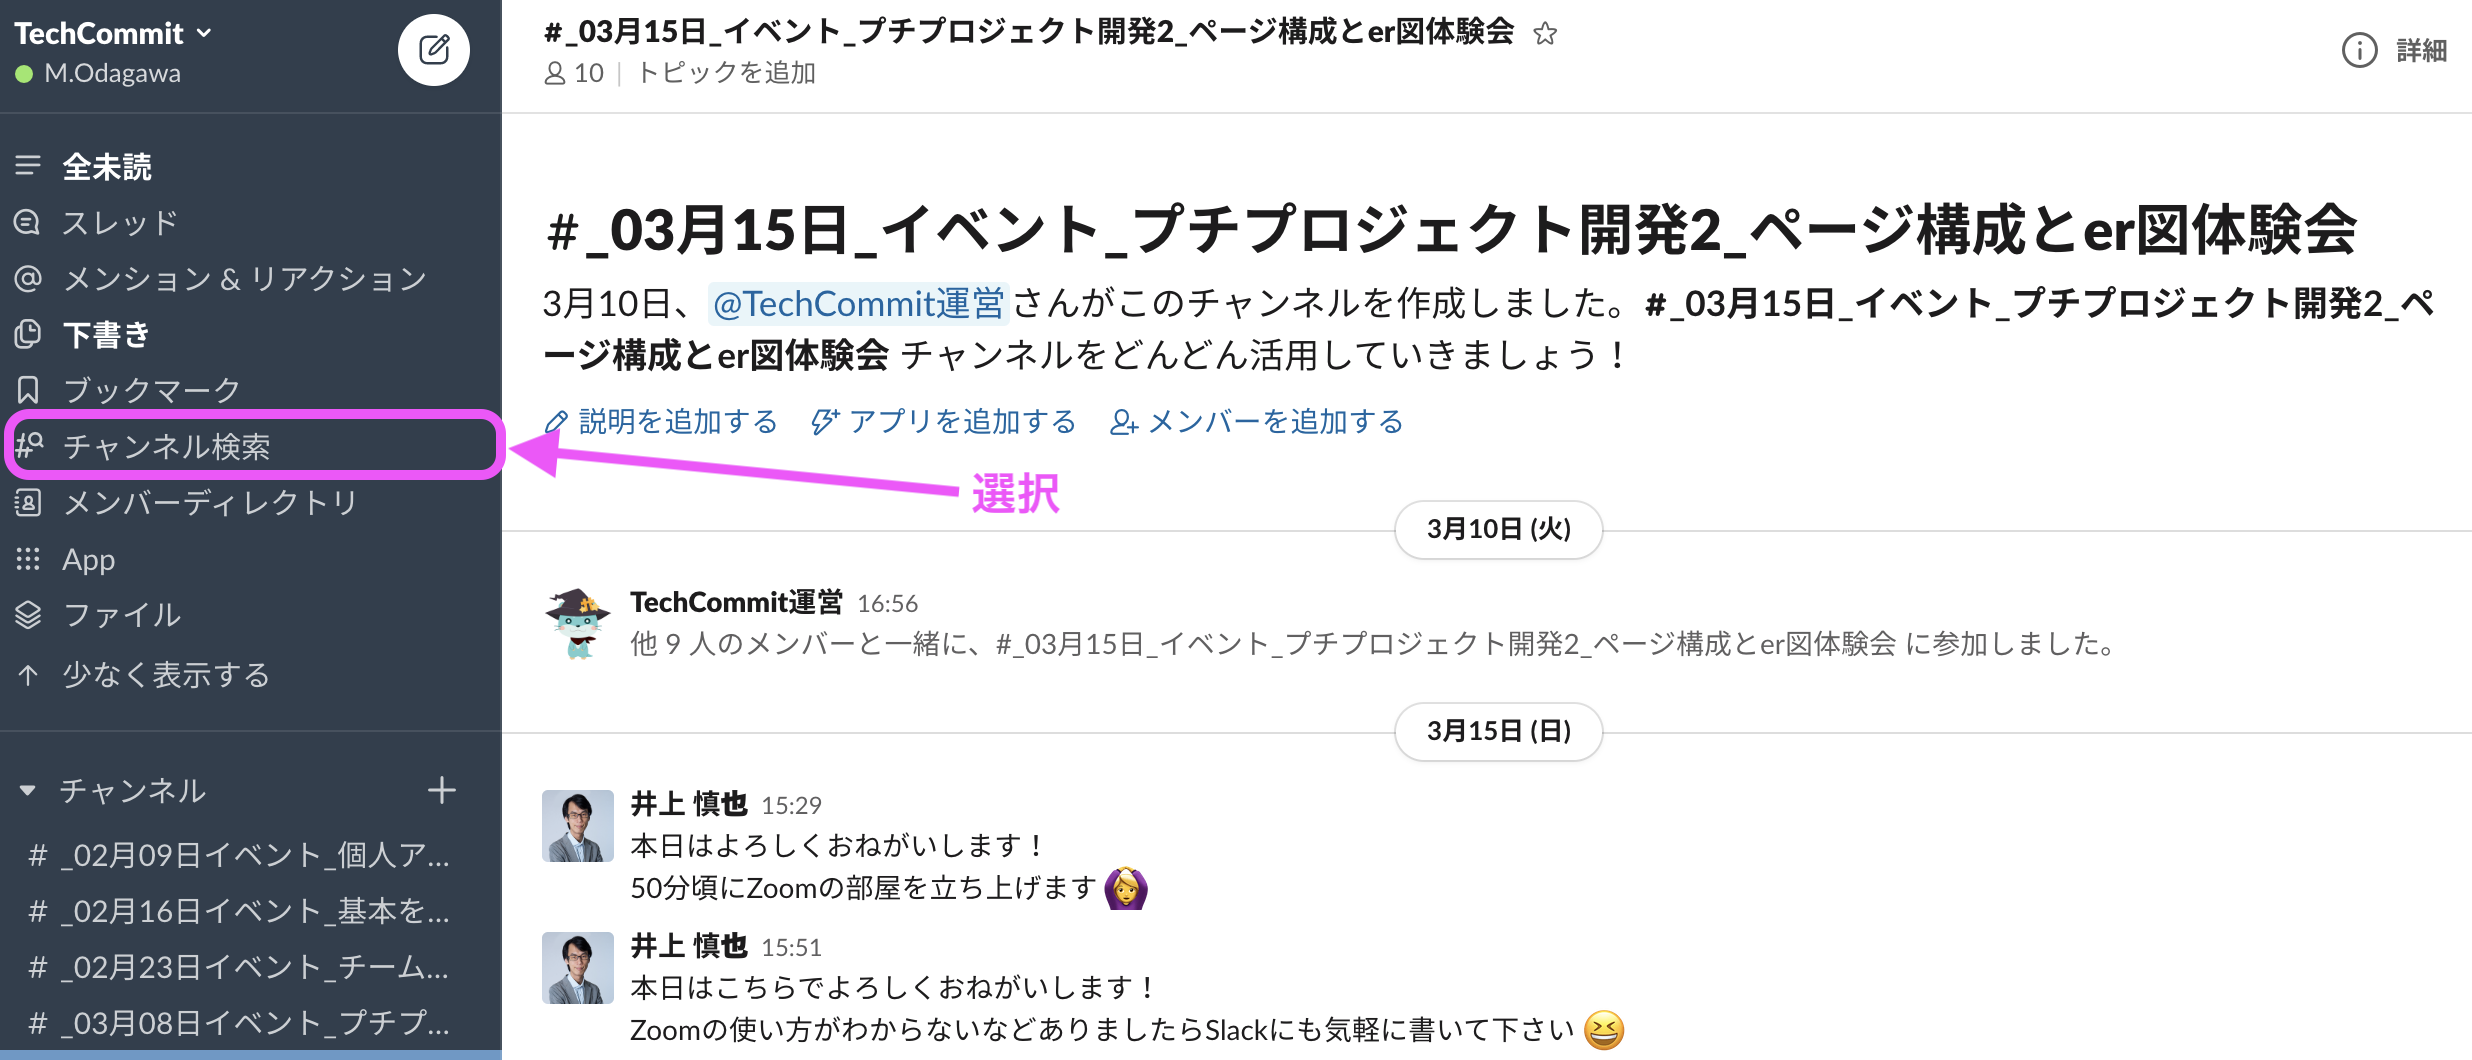 TechCommit
M.Odagawa
全未読
スレッド
メンション & リアクション
下書き
ブックマーク
チャンネル検索
メンバーディレクトリ
App
ファイル
少なく表示する
チャンネル
# _02月09日イベント_個人ア...
# _02月16日イベント_基本を...
# _02月23日イベント_チーム...
# _03月08日イベント_プチプ...
#_03月15日_イベント_プチプロジェクト開発2_ページ構成とer図体験会
10 | トピックを追加
詳細
#_03月15日_イベント_プチプロジェクト開発2_ページ構成とer図体験会
3月10日、@TechCommit運営さんがこのチャンネルを作成しました。#_03月15日_イベント_プチプロジェクト開発2_ペ
ージ構成とer図体験会 チャンネルをどんどん活用していきましょう！
説明を追加する アプリを追加する メンバーを追加する
選択
3月10日 (火)
TechCommit運営 16:56
他 9 人のメンバーと一緒に、#_03月15日_イベント_プチプロジェクト開発2_ページ構成とer図体験会 に参加しました。
3月15日 (日)
井上 慎也 15:29
本日はよろしくおねがいします！
50分頃にZoomの部屋を立ち上げます
井上 慎也 15:51
本日はこちらでよろしくおねがいします！
Zoomの使い方がわからないなどありましたらSlackにも気軽に書いて下さい